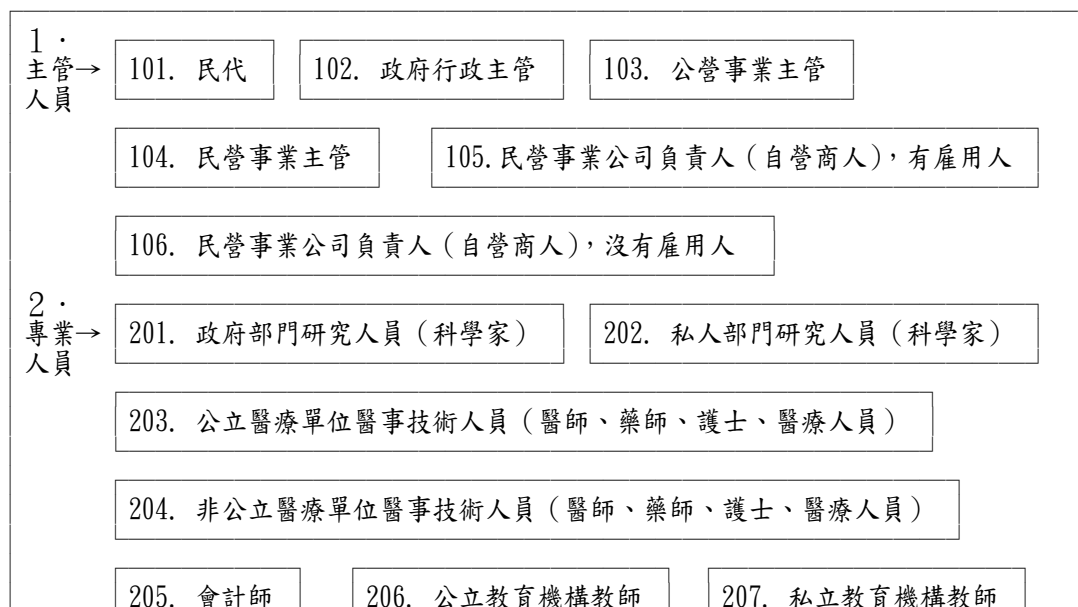 1．
主管→ 101. 民代 102. 政府行政主管 103. 公營事業主管
人員
104. 民營事業主管 105.民營事業公司負責人（自營商人），有雇用人
106. 民營事業公司負責人（自營商人），沒有雇用人
2．
專業→ 201. 政府部門研究人員（科學家） 202. 私人部門研究人員（科學家）
人員
203. 公立醫療單位醫事技術人員（醫師、藥師、護士、醫療人員）
204. 非公立醫療單位醫事技術人員（醫師、藥師、護士、醫療人員）
205. 會計師 206. 公立教育機構教師 207. 私立教育機構教師